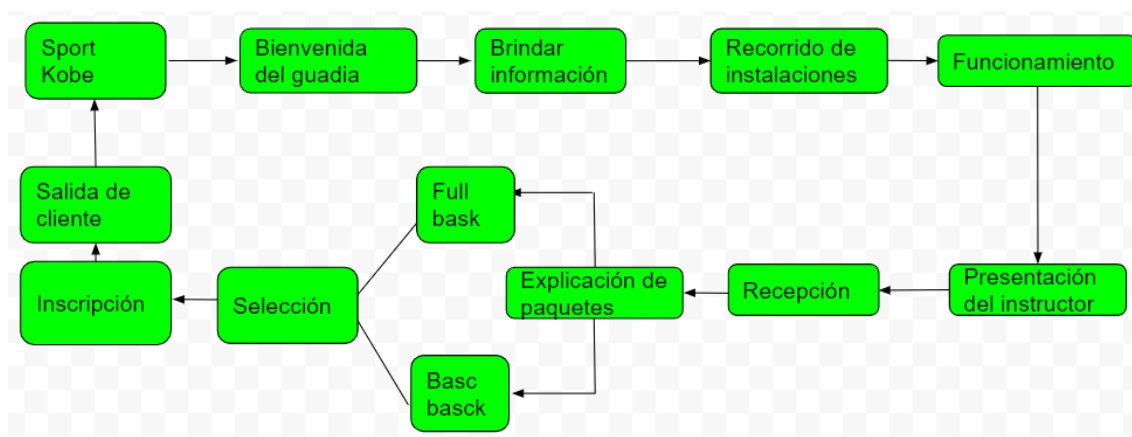 Sport
Kobe
Bienvenida
del guadia
Brindar
información
Recorrido de
instalaciones
Funcionamiento
Presentación
del instructor
Recepción
Explicación de
paquetes
Full
bask
Basc
basck
Selección
Inscripción
Salida de
cliente